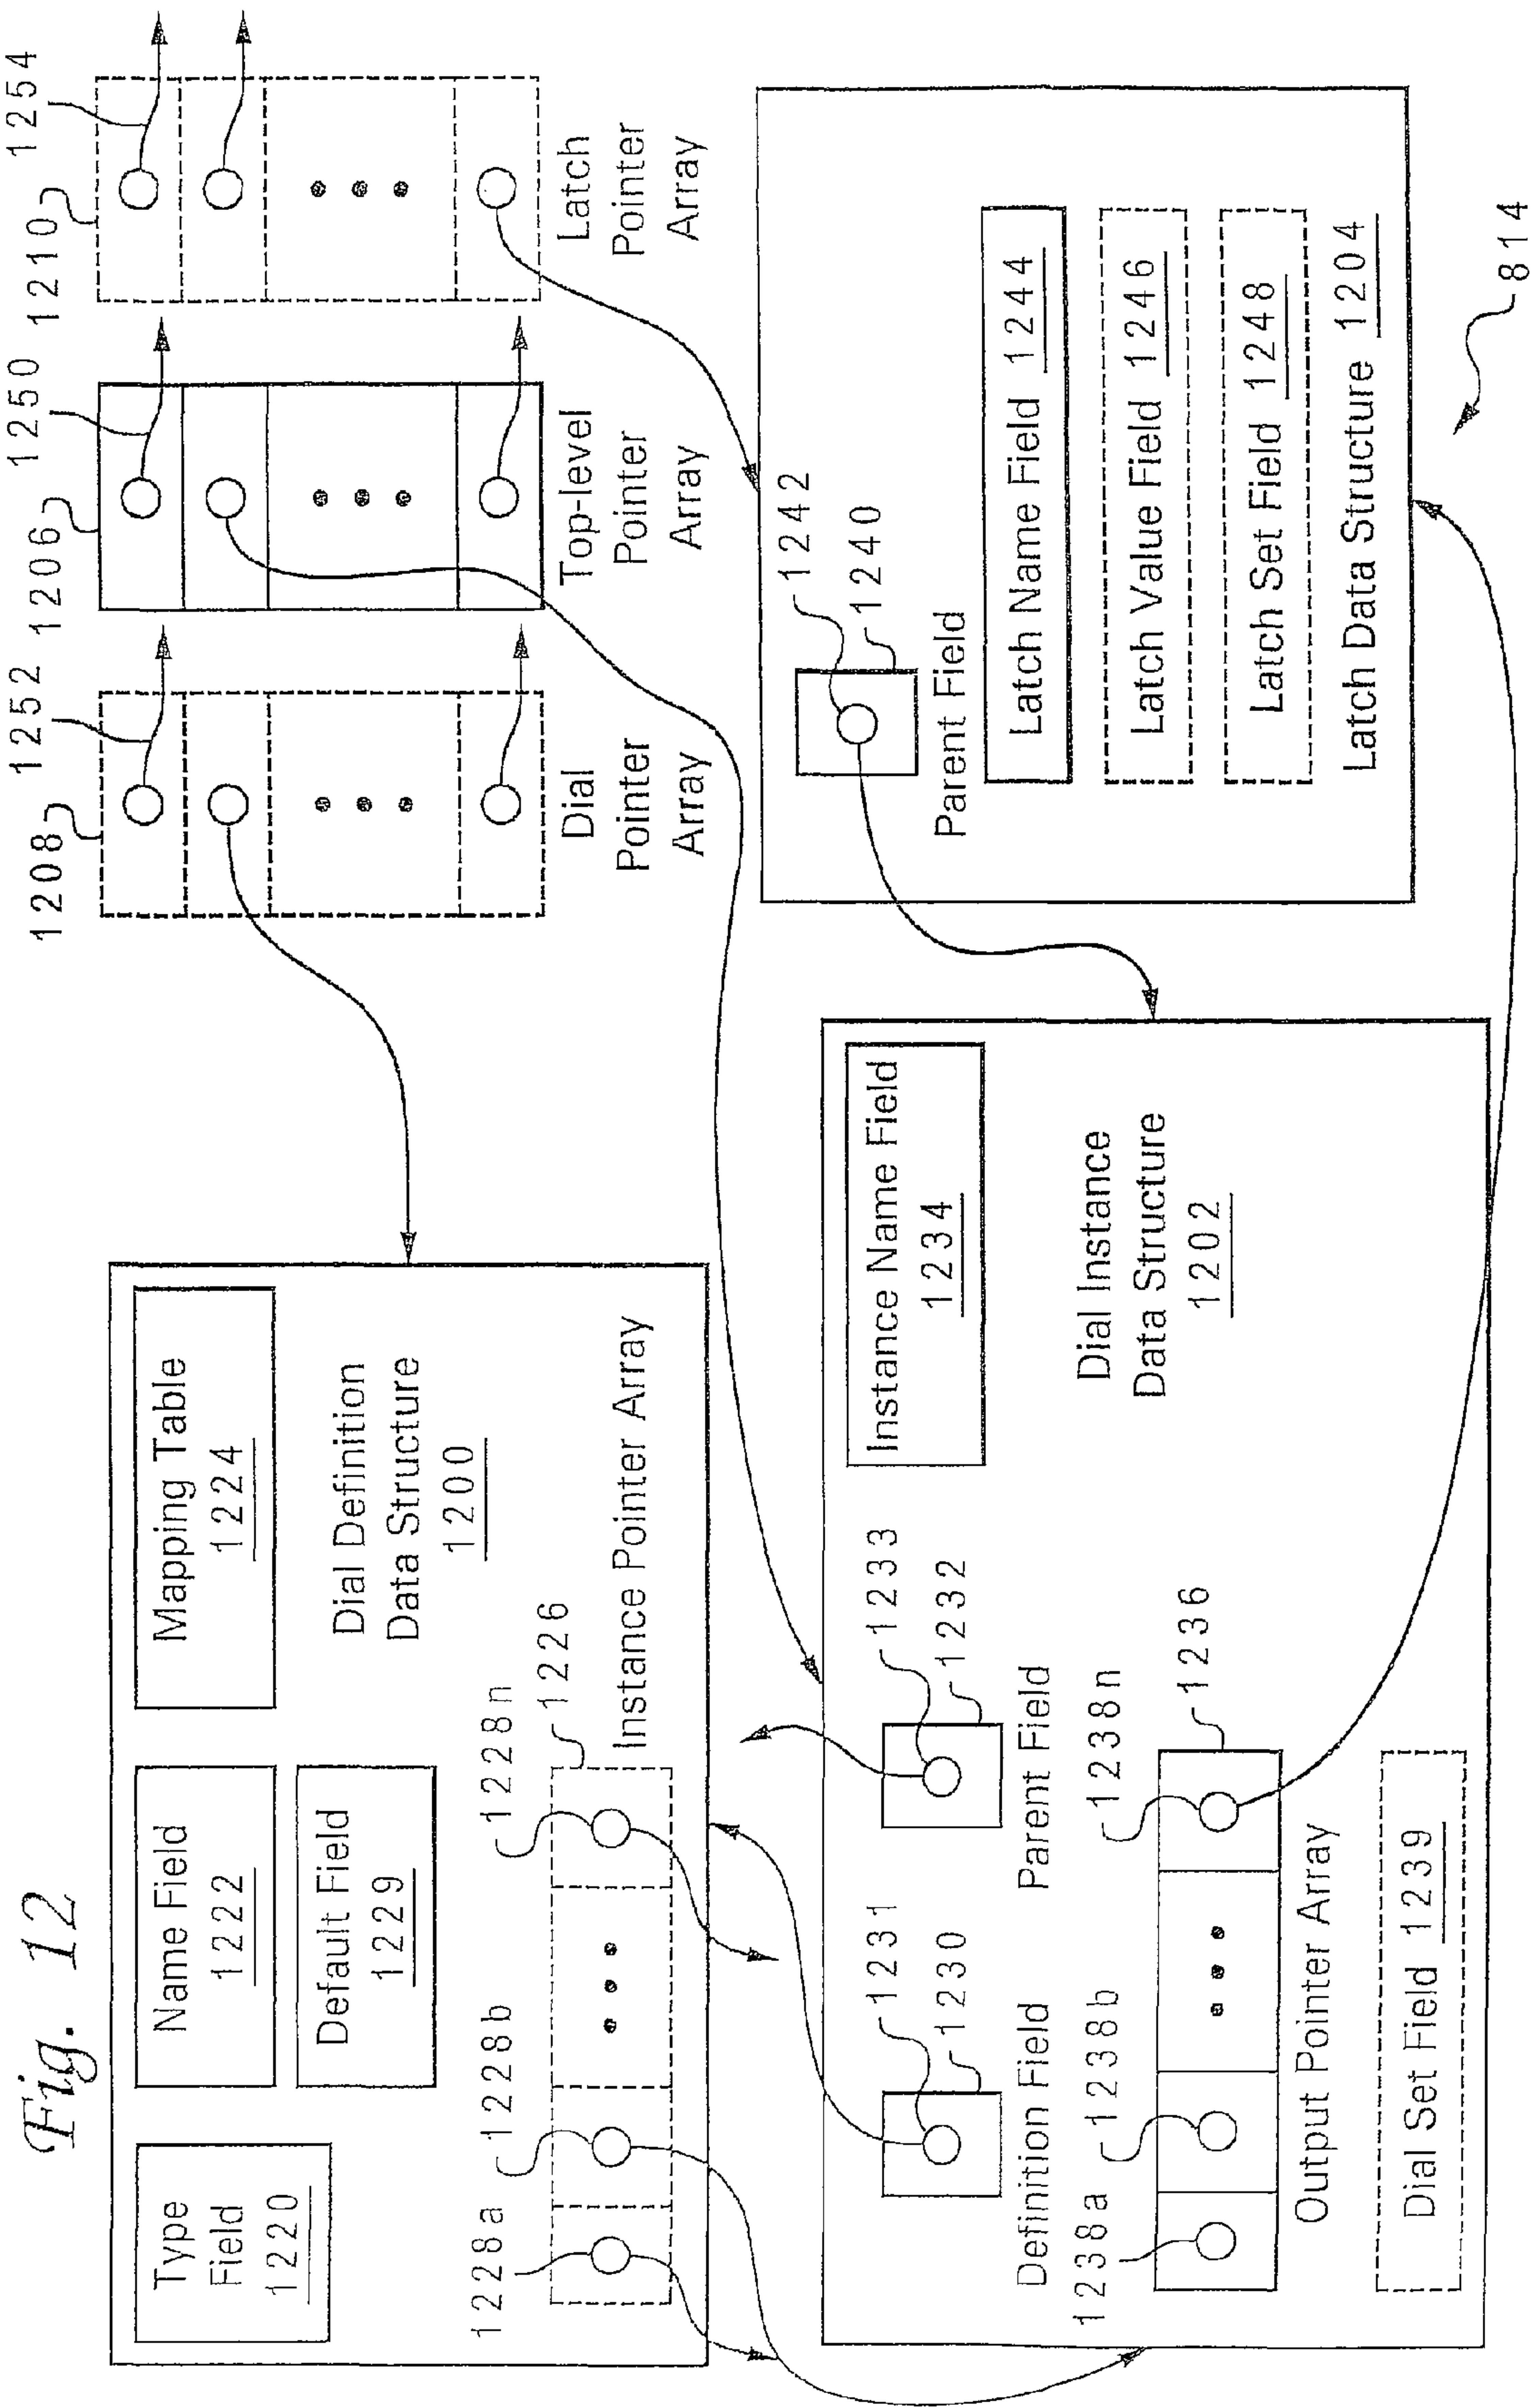 Fig. 12
Type
Field
1220
Name Field
1222
Mapping Table
1224
Default Field
1229
Dial Definition
Data Structure
1200
1228a
1228b
1228n
1226
Instance Pointer Array
1208
1252
1206
1250
1210
1254
Dial
Pointer
Array
Top-level
Pointer
Array
Latch
Pointer
Array
1231
1230
Definition Field
1233
1232
Parent Field
Instance Name Field
1234
Dial Instance
Data Structure
1202
1238a
1238b
1238n
1236
Output Pointer Array
Dial Set Field 1239
1242
1240
Parent Field
Latch Name Field 1244
Latch Value Field 1246
Latch Set Field 1248
Latch Data Structure 1204
814